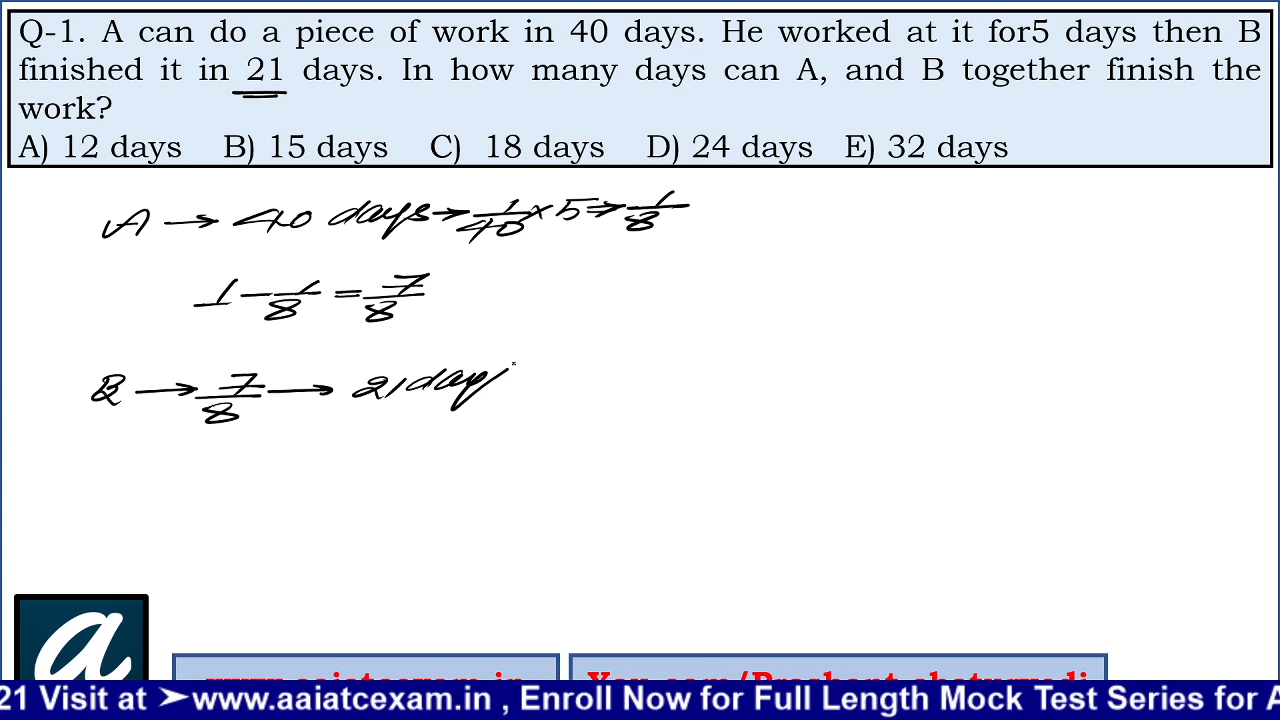 Q-1. A can do a piece of work in 40 days. He worked at it for5 days then B
finished it in 21 days. In how many days can A, and B together finish the
work?
A) 12 days B) 15 days C) 18 days D) 24 days E) 32 days
A → 40 days → 1/40 × 5 ⇒ 1/8
1 - 1/8 = 7/8
B → 7/8 → 21 days
a
21 Visit at ➤www.aaiatcexam.in , Enroll Now for Full Length Mock Test Series for A